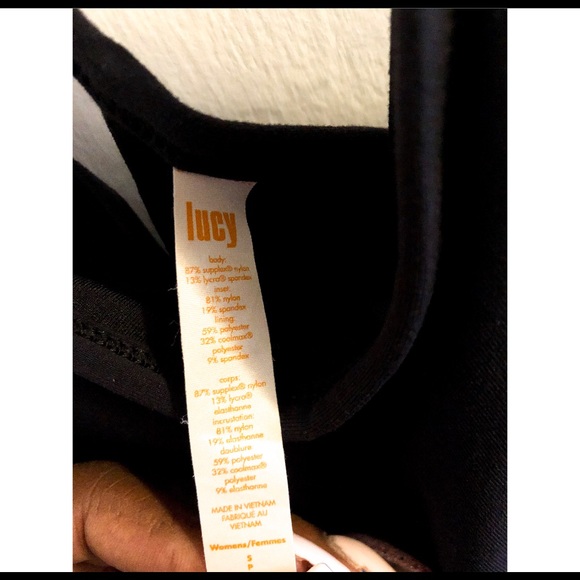 lucy
body:
87% supplex® nylon
13% lycra® spandex
inset:
81% nylon
19% spandex
lining:
59% polyester
32% coolmax®
polyester
9% spandex
corps:
87% supplex® nylon
13% lycra®
élasthanne
incrustation:
81% nylon
19% élasthanne
doublure
59% polyester
32% coolmax®
polyester
9% élasthanne
MADE IN VIETNAM
FABRIQUÉ AU
VIETNAM
Womens/Femmes
S
P